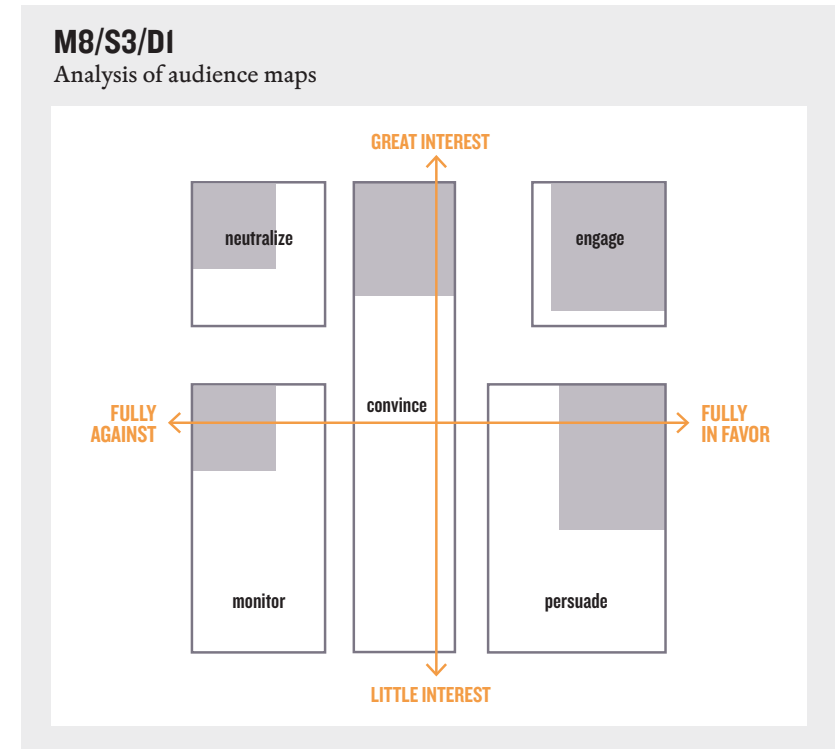 M8/S3/D1
Analysis of audience maps
GREAT INTEREST
neutralize
engage
convince
FULLY
AGAINST
FULLY
IN FAVOR
monitor
persuade
LITTLE INTEREST